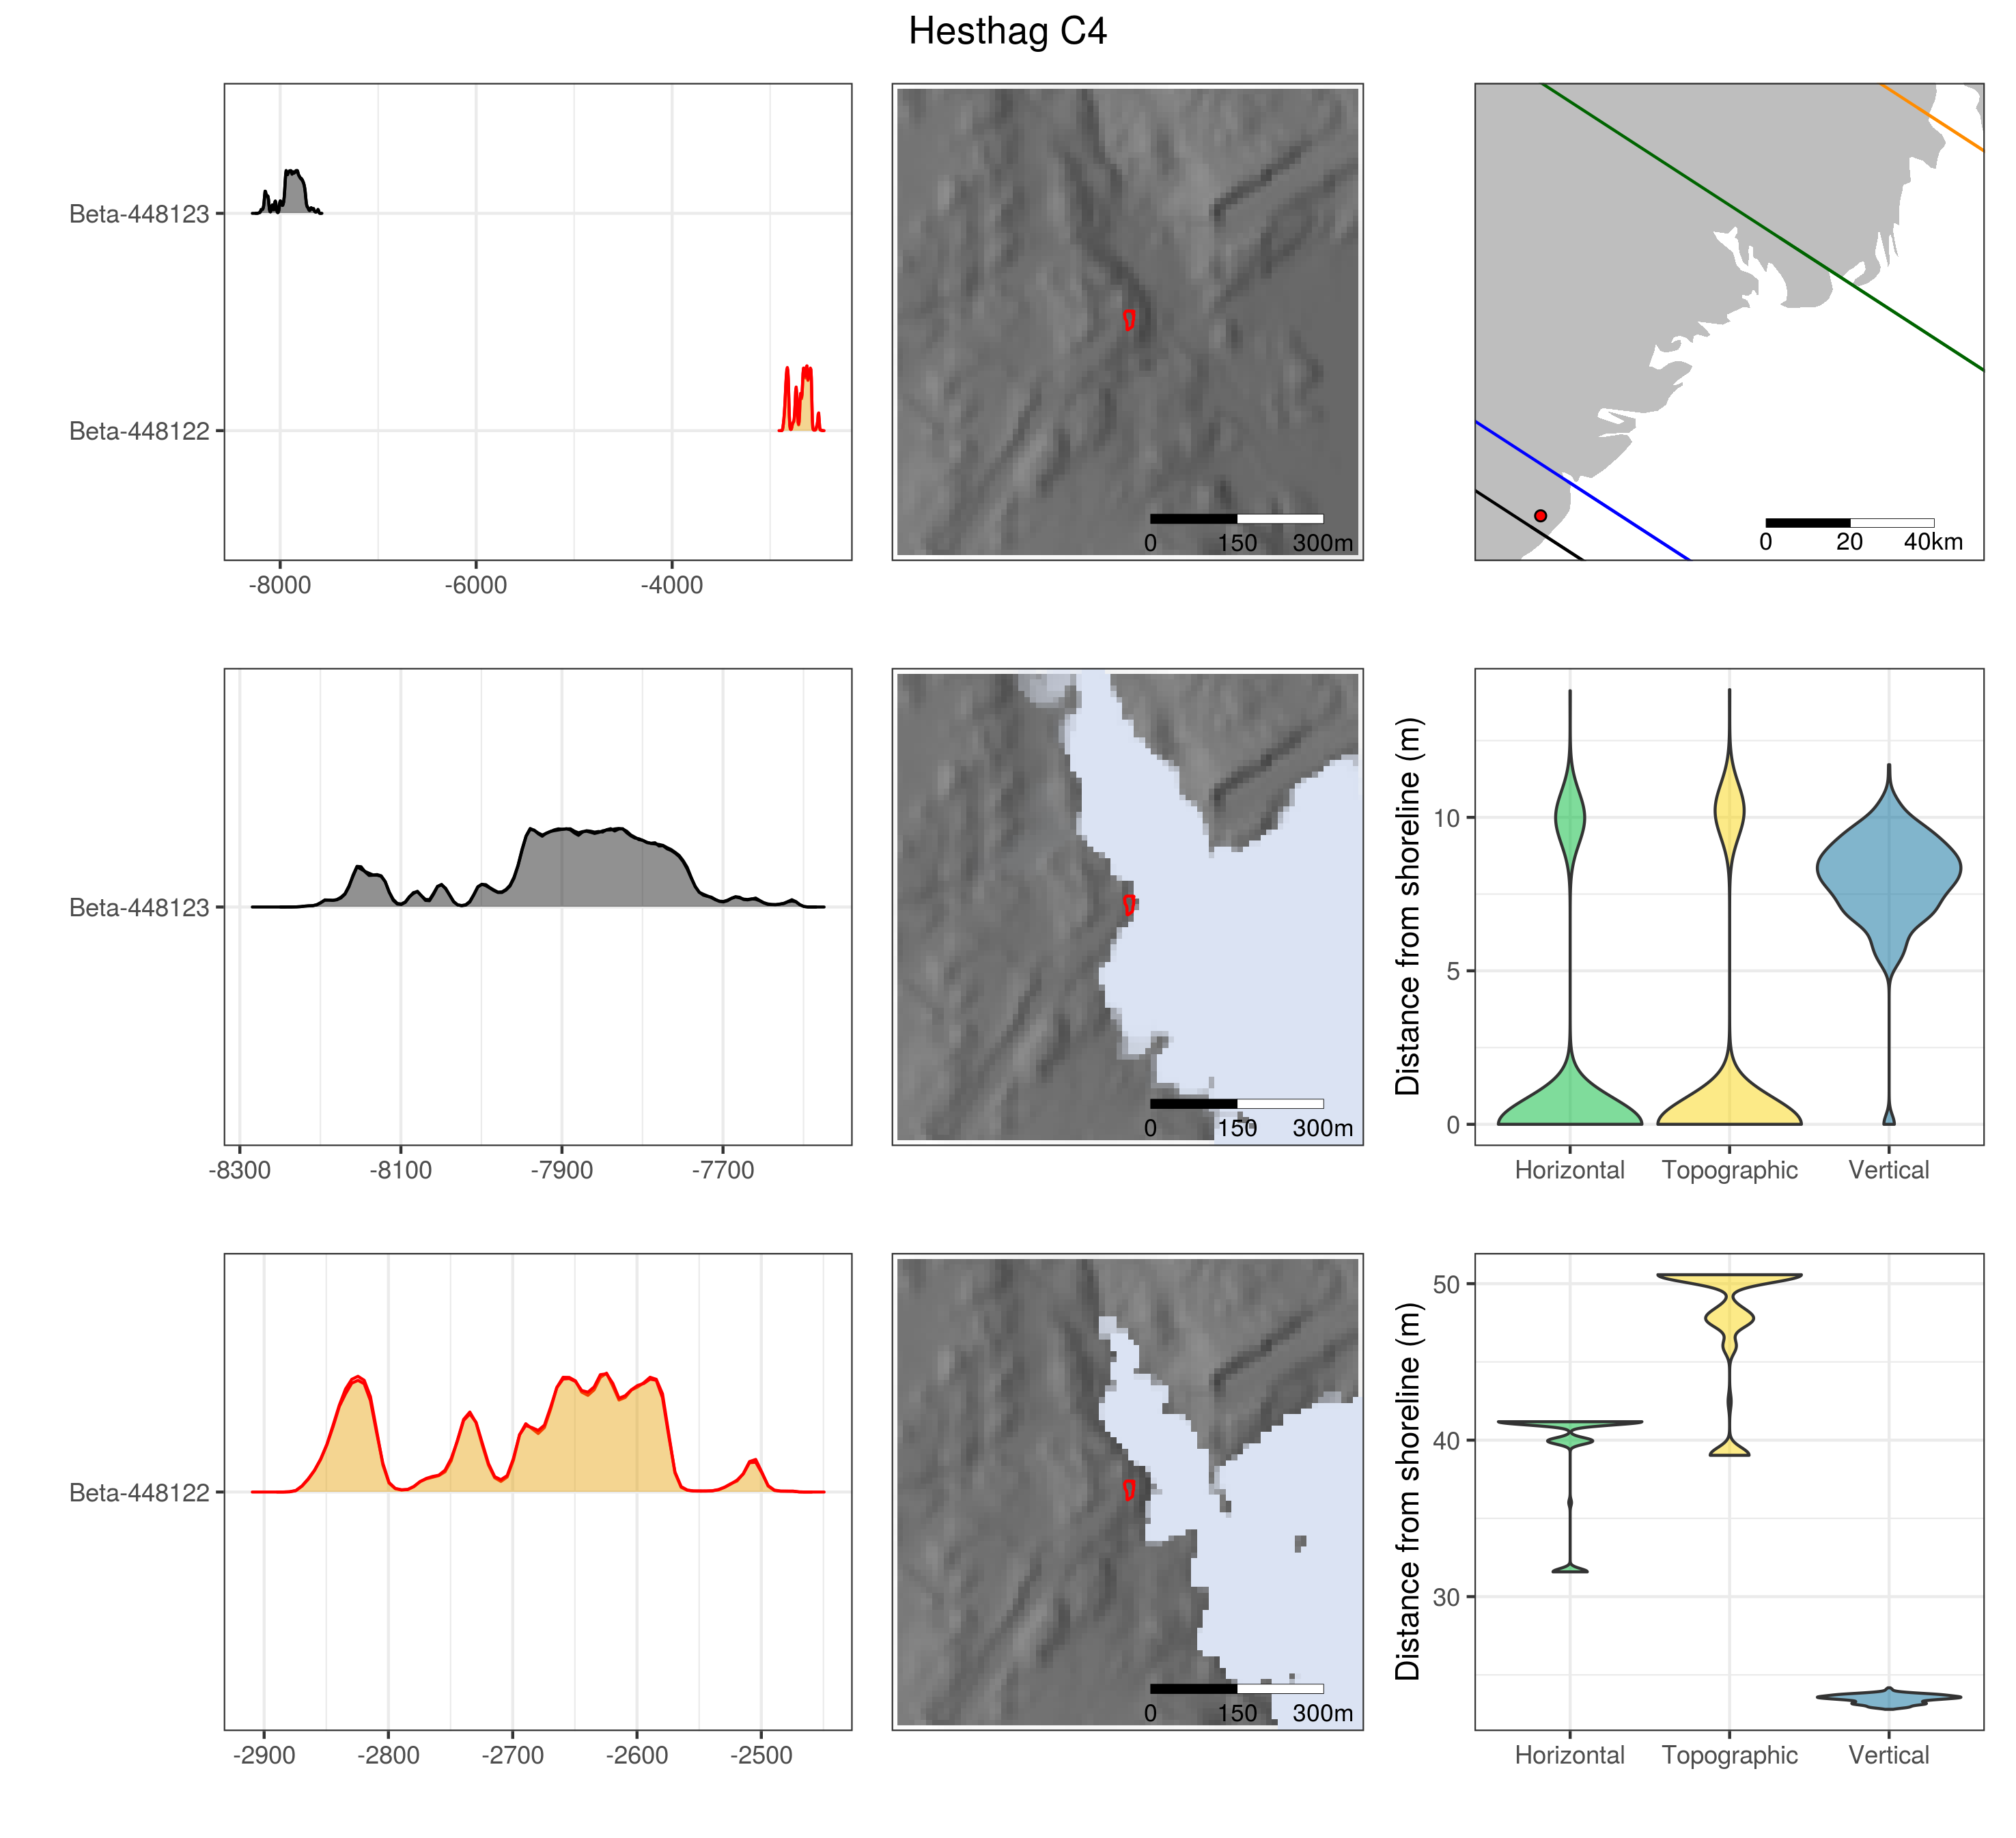 Hesthag C4
Beta-448123
Beta-448122
-8000 -6000 -4000
0 150 300m
0 20 40km
Beta-448123
-8300 -8100 -7900 -7700
0 150 300m
Distance from shoreline (m)
10
5
0
Horizontal Topographic Vertical
Beta-448122
-2900 -2800 -2700 -2600 -2500
0 150 300m
Distance from shoreline (m)
50
40
30
Horizontal Topographic Vertical